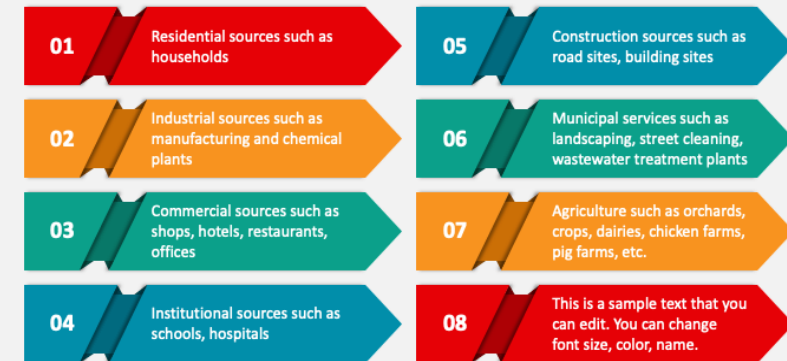 01
Residential sources such as
households
02
Industrial sources such as
manufacturing and chemical
plants
03
Commercial sources such as
shops, hotels, restaurants,
offices
04
Institutional sources such as
schools, hospitals
05
Construction sources such as
road sites, building sites
06
Municipal services such as
landscaping, street cleaning,
wastewater treatment plants
07
Agriculture such as orchards,
crops, dairies, chicken farms,
pig farms, etc.
08
This is a sample text that you
can edit. You can change
font size, color, name.